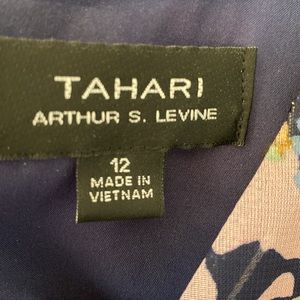 TAHARI
ARTHUR S. LEVINE
12
MADE IN
VIETNAM